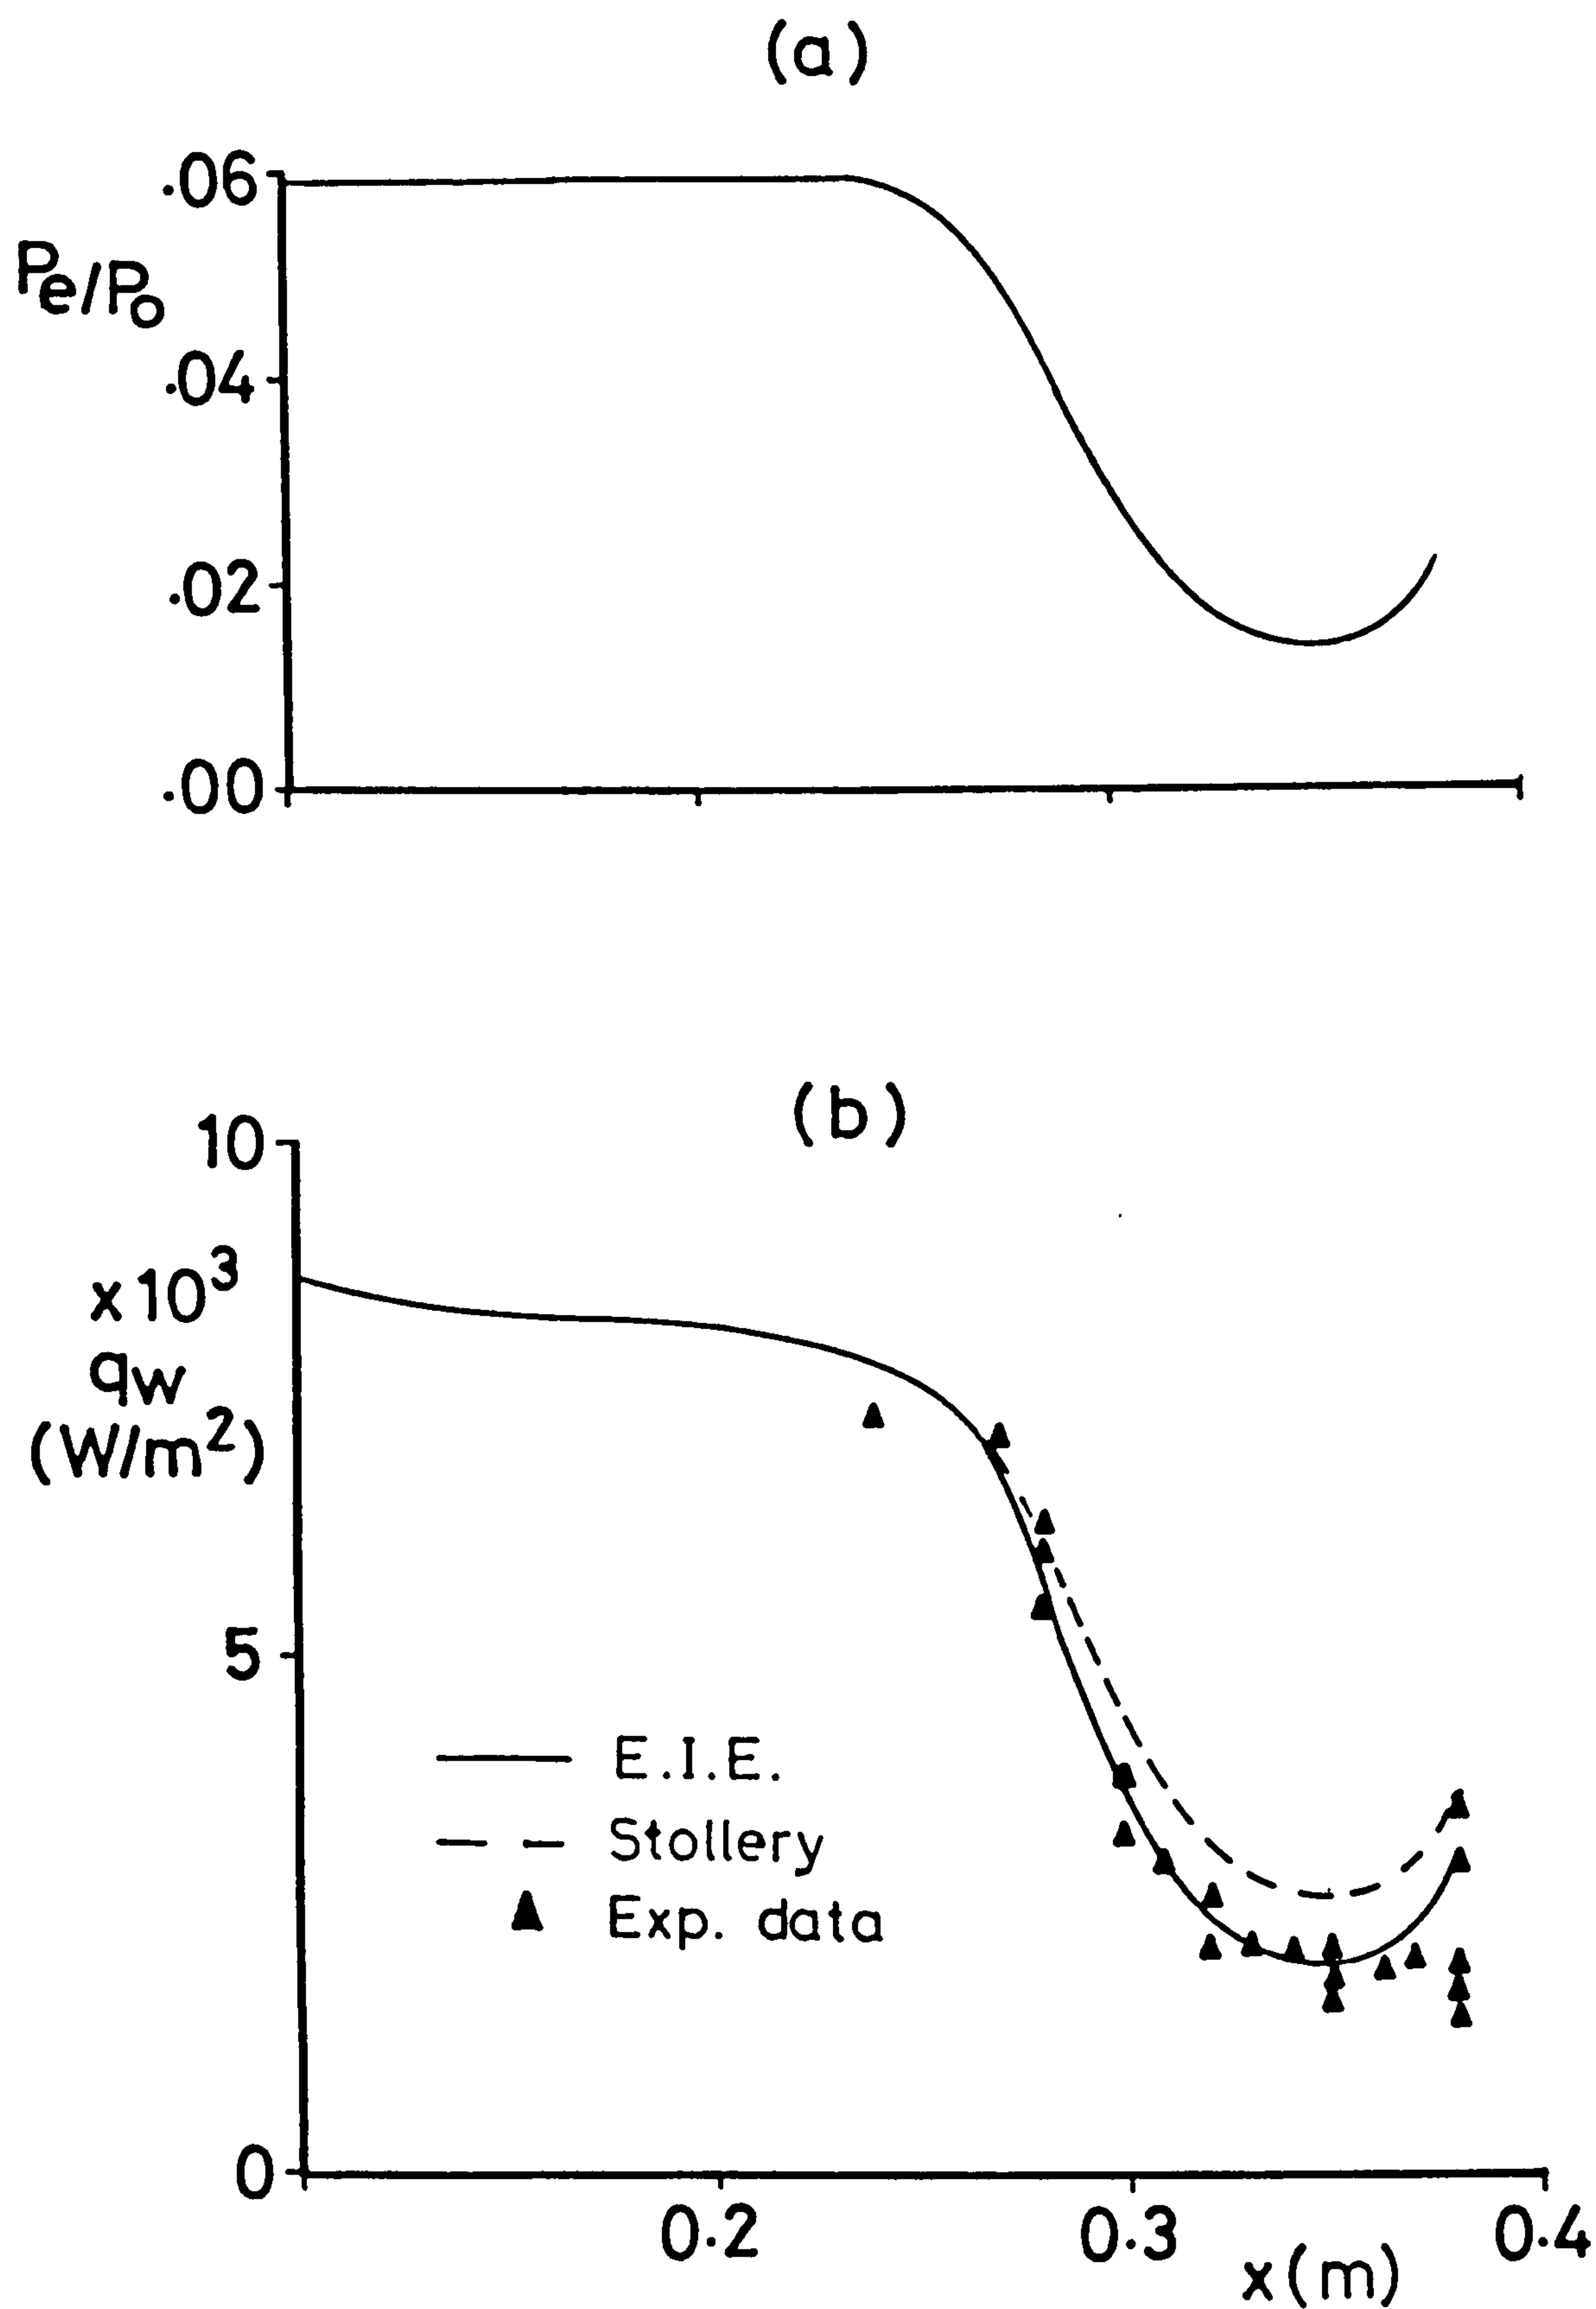 (a)
.06
Pe/Po
.04
.02
.00
(b)
10
x10³
qw
(W/m²)
5
E.I.E.
Stollery
Exp. data
0
0.2
0.3
0.4
x(m)